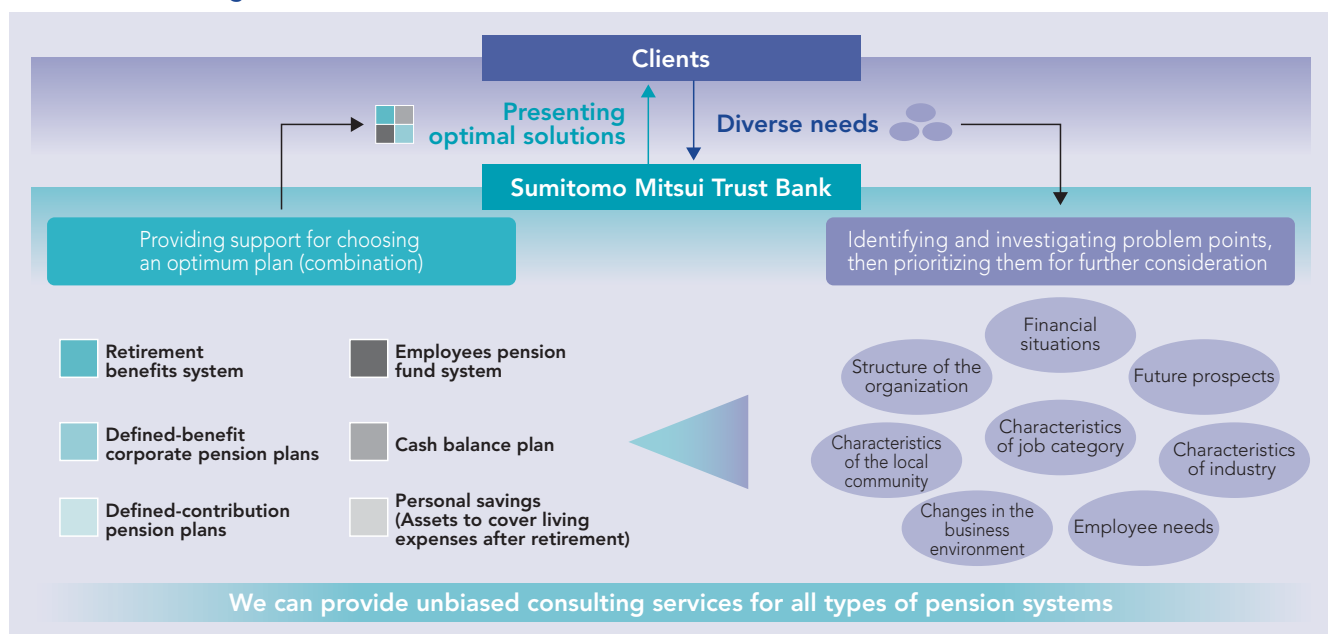 Clients
Presenting
optimal solutions
Diverse needs
Sumitomo Mitsui Trust Bank
Providing support for choosing
an optimum plan (combination)
Identifying and investigating problem points,
then prioritizing them for further consideration
Retirement
benefits system
Employees pension
fund system
Defined-benefit
corporate pension plans
Cash balance plan
Defined-contribution
pension plans
Personal savings
(Assets to cover living
expenses after retirement)
Financial
situations
Structure of the
organization
Future prospects
Characteristics
of job category
Characteristics
of the local
community
Characteristics
of industry
Changes in the
business
environment
Employee needs
We can provide unbiased consulting services for all types of pension systems